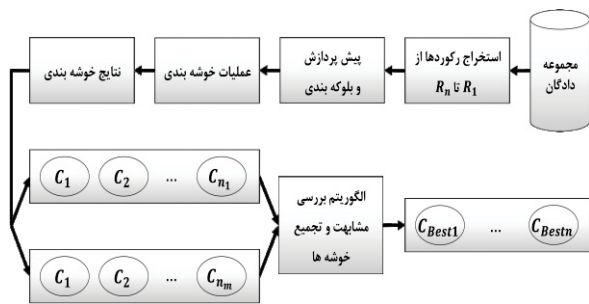 مجموعه
دادگان
استخراج رکوردها از
R1 تا Rn
پیش پردازش
و بلوکه بندی
عملیات خوشه بندی
نتایج خوشه بندی
C1 C2 ... Cn1
C1 C2 ... Cnm
الگوریتم بررسی
مشابهت و تجمیع
خوشه ها
CBest1 ... CBestn